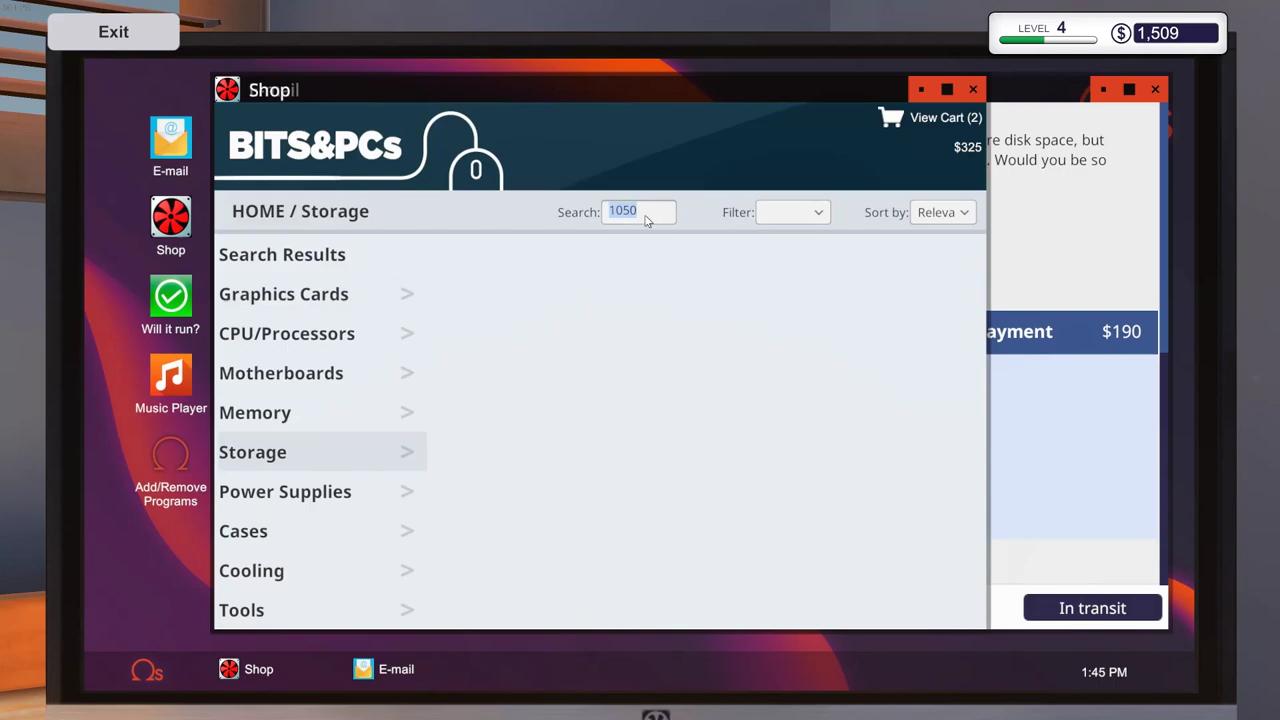 Exit
LEVEL 4
$ 1,509
Shop
BITS&PCs
View Cart (2)
$325
re disk space, but
. Would you be so
HOME / Storage
Search: 1050
Filter:
Sort by: Releva
Search Results
Graphics Cards >
CPU/Processors >
Motherboards >
Memory >
Storage >
Power Supplies >
Cases >
Cooling >
Tools >
E-mail
Shop
Will it run?
Music Player
Add/Remove
Programs
ayment $190
In transit
Ωs
Shop
E-mail
1:45 PM